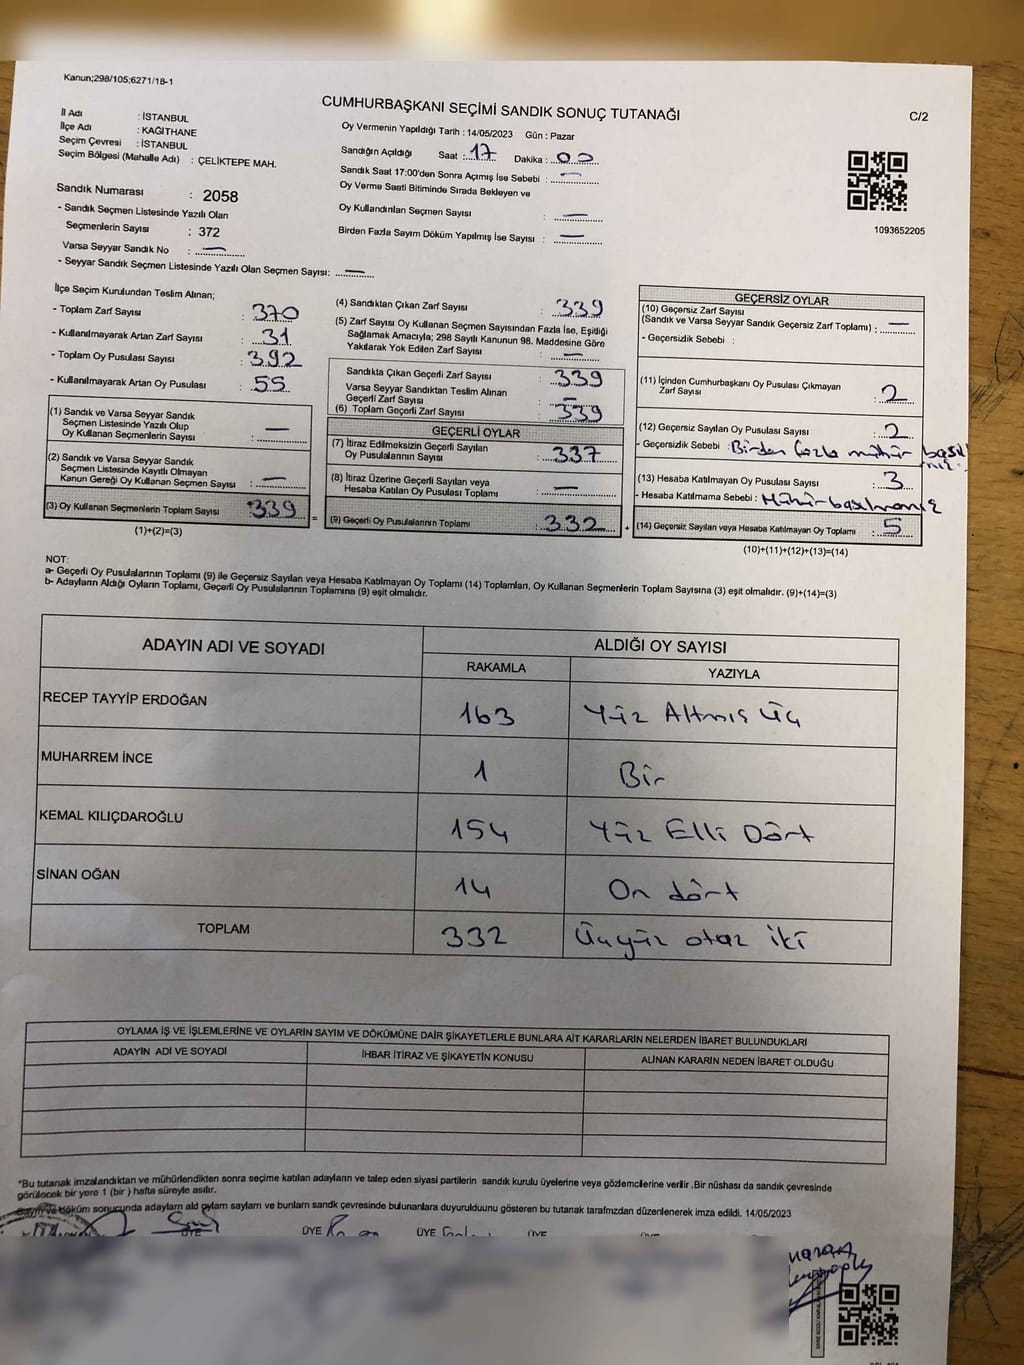 Kanun;298/105;6271/18-1
CUMHURBAŞKANI SEÇİMİ SANDIK SONUÇ TUTANAĞI
C/2
İl Adı : İSTANBUL
İlçe Adı : KAĞITHANE
Seçim Çevresi : İSTANBUL
Seçim Bölgesi (Mahalle Adı) : ÇELİKTEPE MAH.
Sandık Numarası : 2058
- Sandık Seçmen Listesinde Yazılı Olan
Seçmenlerin Sayısı : 372
Varsa Seyyar Sandık No : —
- Seyyar Sandık Seçmen Listesinde Yazılı Olan Seçmen Sayısı: —
Oy Vermenin Yapıldığı Tarih : 14/05/2023 Gün : Pazar
Sandığın Açıldığı Saat : 17 Dakika : 00
Sandık Saat 17:00'den Sonra Açımış İse Sebebi : —
Oy Verme Saati Bitiminde Sırada Bekleyen ve
Oy Kullandırılan Seçmen Sayısı : —
Birden Fazla Sayım Döküm Yapılmış İse Sayısı : —
1093652205
İlçe Seçim Kurulundan Teslim Alınan;
- Toplam Zarf Sayısı : 370
- Kullanılmayarak Artan Zarf Sayısı : 31
- Toplam Oy Pusulası Sayısı : 392
- Kullanılmayarak Artan Oy Pusulası : 55
(1) Sandık ve Varsa Seyyar Sandık
Seçmen Listesinde Yazılı Olup
Oy Kullanan Seçmenlerin Sayısı : —
(2) Sandık ve Varsa Seyyar Sandık
Seçmen Listesinde Kayıtlı Olmayan
Kanun Gereği Oy Kullanan Seçmen Sayısı : —
(3) Oy Kullanan Seçmenlerin Toplam Sayısı : 339
(1)+(2)=(3)
(4) Sandıktan Çıkan Zarf Sayısı : 339
(5) Zarf Sayısı Oy Kullanan Seçmen Sayısından Fazla İse, Eşitliği
Sağlamak Amacıyla; 298 Sayılı Kanunun 98. Maddesine Göre
Yakılarak Yok Edilen Zarf Sayısı : —
Sandıkta Çıkan Geçerli Zarf Sayısı : 339
Varsa Seyyar Sandıktan Teslim Alınan
Geçerli Zarf Sayısı : —
(6) Toplam Geçerli Zarf Sayısı : 339
GEÇERLİ OYLAR
(7) İtiraz Edilmeksizin Geçerli Sayılan
Oy Pusulalarının Sayısı : 337
(8) İtiraz Üzerine Geçerli Sayılan veya
Hesaba Katılan Oy Pusulası Toplamı : —
= (9) Geçerli Oy Pusulalarının Toplamı : 332 +
GEÇERSİZ OYLAR
(10) Geçersiz Zarf Sayısı
(Sandık ve Varsa Seyyar Sandık Geçersiz Zarf Toplamı) : —
- Geçersizlik Sebebi :
(11) İçinden Cumhurbaşkanı Oy Pusulası Çıkmayan
Zarf Sayısı : 2
(12) Geçersiz Sayılan Oy Pusulası Sayısı : 2
- Geçersizlik Sebebi : Birden fazla mühür
(13) Hesaba Katılmayan Oy Pusulası Sayısı : 3
- Hesaba Katılmama Sebebi : Mühür basılmamış
(14) Geçersiz Sayılan veya Hesaba Katılmayan Oy Toplamı : 5
(10)+(11)+(12)+(13)=(14)
NOT:
a- Geçerli Oy Pusulalarının Toplamı (9) ile Geçersiz Sayılan veya Hesaba Katılmayan Oy Toplamı (14) Toplamları, Oy Kullanan Seçmenlerin Toplam Sayısına (3) eşit olmalıdır. (9)+(14)=(3)
b- Adayların Aldığı Oyların Toplamı, Geçerli Oy Pusulalarının Toplamına (9) eşit olmalıdır.
ADAYIN ADI VE SOYADI ALDIĞI OY SAYISI
RAKAMLA YAZIYLA
RECEP TAYYİP ERDOĞAN 163 Yüz Altmış Üç
MUHARREM İNCE 1 Bir
KEMAL KILIÇDAROĞLU 154 Yüz Elli Dört
SİNAN OĞAN 14 On dört
TOPLAM 332 Üçyüz otuz iki
OYLAMA İŞ VE İŞLEMLERİNE VE OYLARIN SAYIM VE DÖKÜMÜNE DAİR ŞİKAYETLERLE BUNLARA AİT KARARLARIN NELERDEN İBARET BULUNDUKLARI
ADAYIN ADI VE SOYADI İHBAR İTİRAZ VE ŞİKAYETİN KONUSU ALINAN KARARIN NEDEN İBARET OLDUĞU
*Bu tutanak imzalandıktan ve mühürlendikten sonra seçime katılan adayların ve talep eden siyasi partilerin sandık kurulu üyelerine veya gözlemcilerine verilir .Bir nüshası da sandık çevresinde
görülecek bir yere 1 (bir ) hafta süreyle asılır.
Sayım ve döküm sonucunda adayların ald oyların sayların ve bunların sandk çevresinde bulunanlara duyurulduunu gösteren bu tutanak tarafmzdan düzenlenerek imza edildi. 14/05/2023
ÜYE ÜYE ÜYE ÜYE